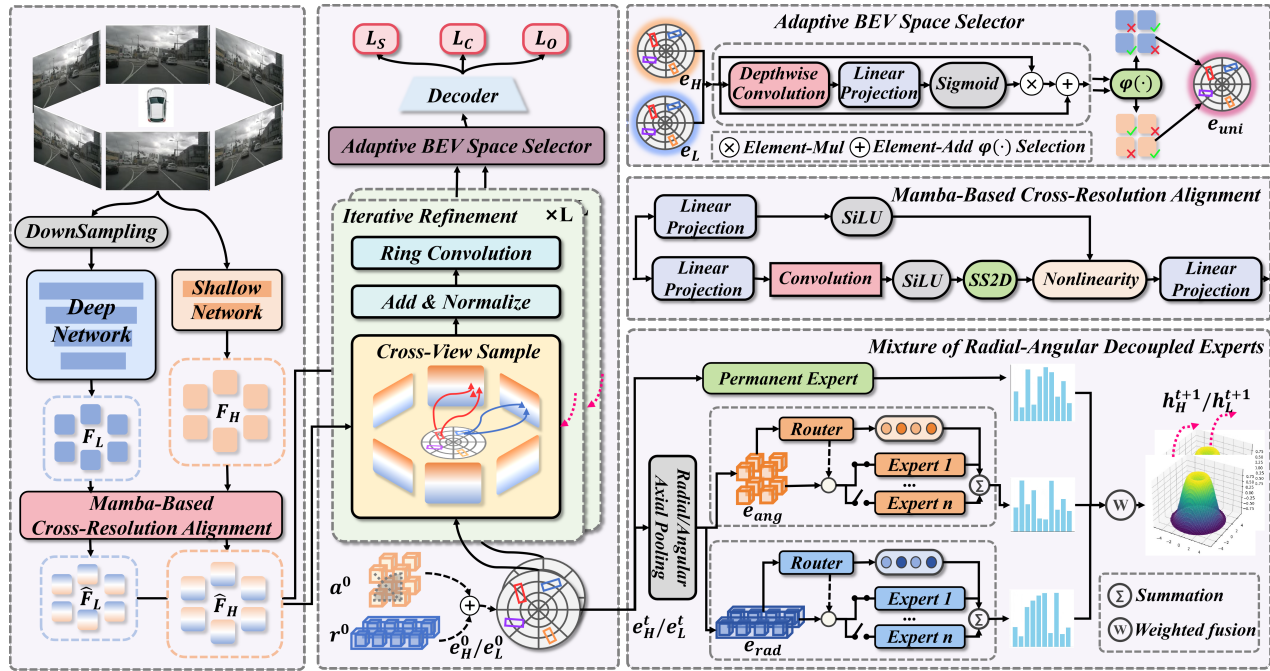 DownSampling
Deep
Network
Shallow
Network
F_L
F_H
Mamba-Based
Cross-Resolution Alignment
F̂_L
F̂_H
L_S
L_C
L_O
Decoder
Adaptive BEV Space Selector
Iterative Refinement
×L
Ring Convolution
Add & Normalize
Cross-View Sample
a^0
r^0
+
e_H^0/e_L^0
Adaptive BEV Space Selector
e_H
e_L
Depthwise
Convolution
Linear
Projection
Sigmoid
×
+
φ(·)
e_uni
× Element-Mul + Element-Add φ(·) Selection
Mamba-Based Cross-Resolution Alignment
Linear
Projection
SiLU
Linear
Projection
Convolution
SiLU
SS2D
Nonlinearity
Linear
Projection
Mixture of Radial-Angular Decoupled Experts
Permanent Expert
e_H^t/e_L^t
Radial/Angular
Axial Pooling
e_ang
Router
Expert 1
...
Expert n
Σ
e_rad
Router
Expert 1
...
Expert n
Σ
W
h_H^{t+1}/h_L^{t+1}
Σ Summation
W Weighted fusion